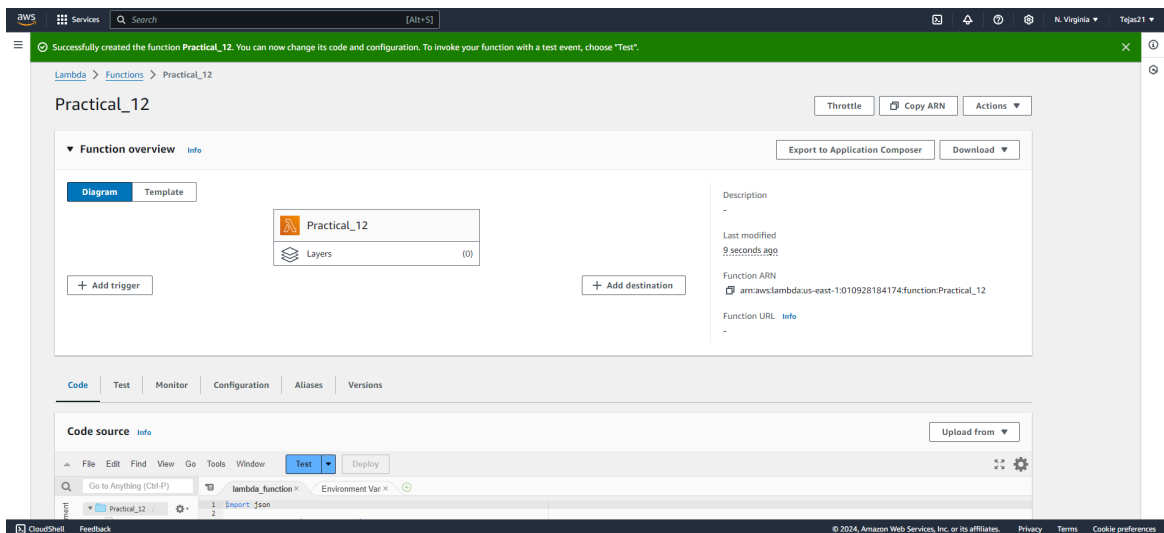 aws Services Search [Alt+S] N. Virginia ▼ Tejas21 ▼
Successfully created the function Practical_12. You can now change its code and configuration. To invoke your function with a test event, choose "Test".
Lambda > Functions > Practical_12
Practical_12
Throttle Copy ARN Actions ▼
▼ Function overview Info
Export to Application Composer Download ▼
Diagram Template
Practical_12
Layers (0)
+ Add trigger
+ Add destination
Description
-
Last modified
9 seconds ago
Function ARN
arn:aws:lambda:us-east-1:010928184174:function:Practical_12
Function URL Info
-
Code Test Monitor Configuration Aliases Versions
Code source Info
Upload from ▼
File Edit Find View Go Tools Window Test ▼ Deploy
Go to Anything (Ctrl-P) lambda_function × Environment Var ×
Practical_12 /
1 import json
2
CloudShell Feedback © 2024, Amazon Web Services, Inc. or its affiliates. Privacy Terms Cookie preferences